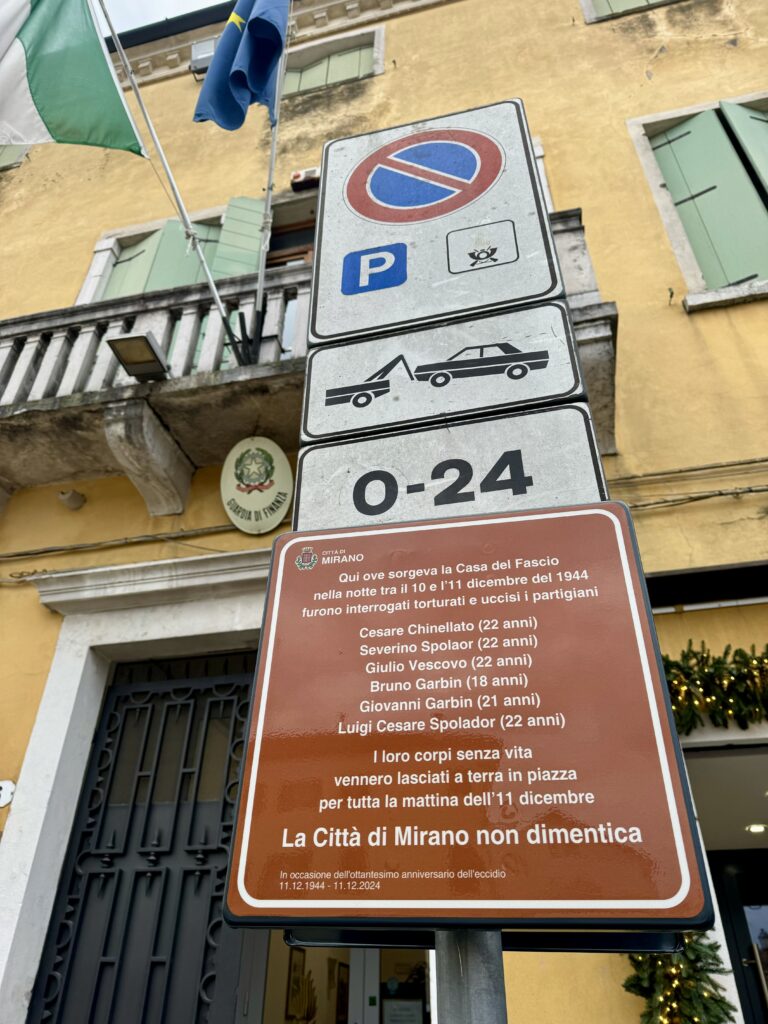 P
0-24
GUARDIA DI FINANZA
CITTÀ DI
MIRANO
Qui ove sorgeva la Casa del Fascio
nella notte tra il 10 e l'11 dicembre del 1944
furono interrogati torturati e uccisi i partigiani
Cesare Chinellato (22 anni)
Severino Spolaor (22 anni)
Giulio Vescovo (22 anni)
Bruno Garbin (18 anni)
Giovanni Garbin (21 anni)
Luigi Cesare Spolador (22 anni)
I loro corpi senza vita
vennero lasciati a terra in piazza
per tutta la mattina dell'11 dicembre
La Città di Mirano non dimentica
In occasione dell'ottantesimo anniversario dell'eccidio
11.12.1944 - 11.12.2024